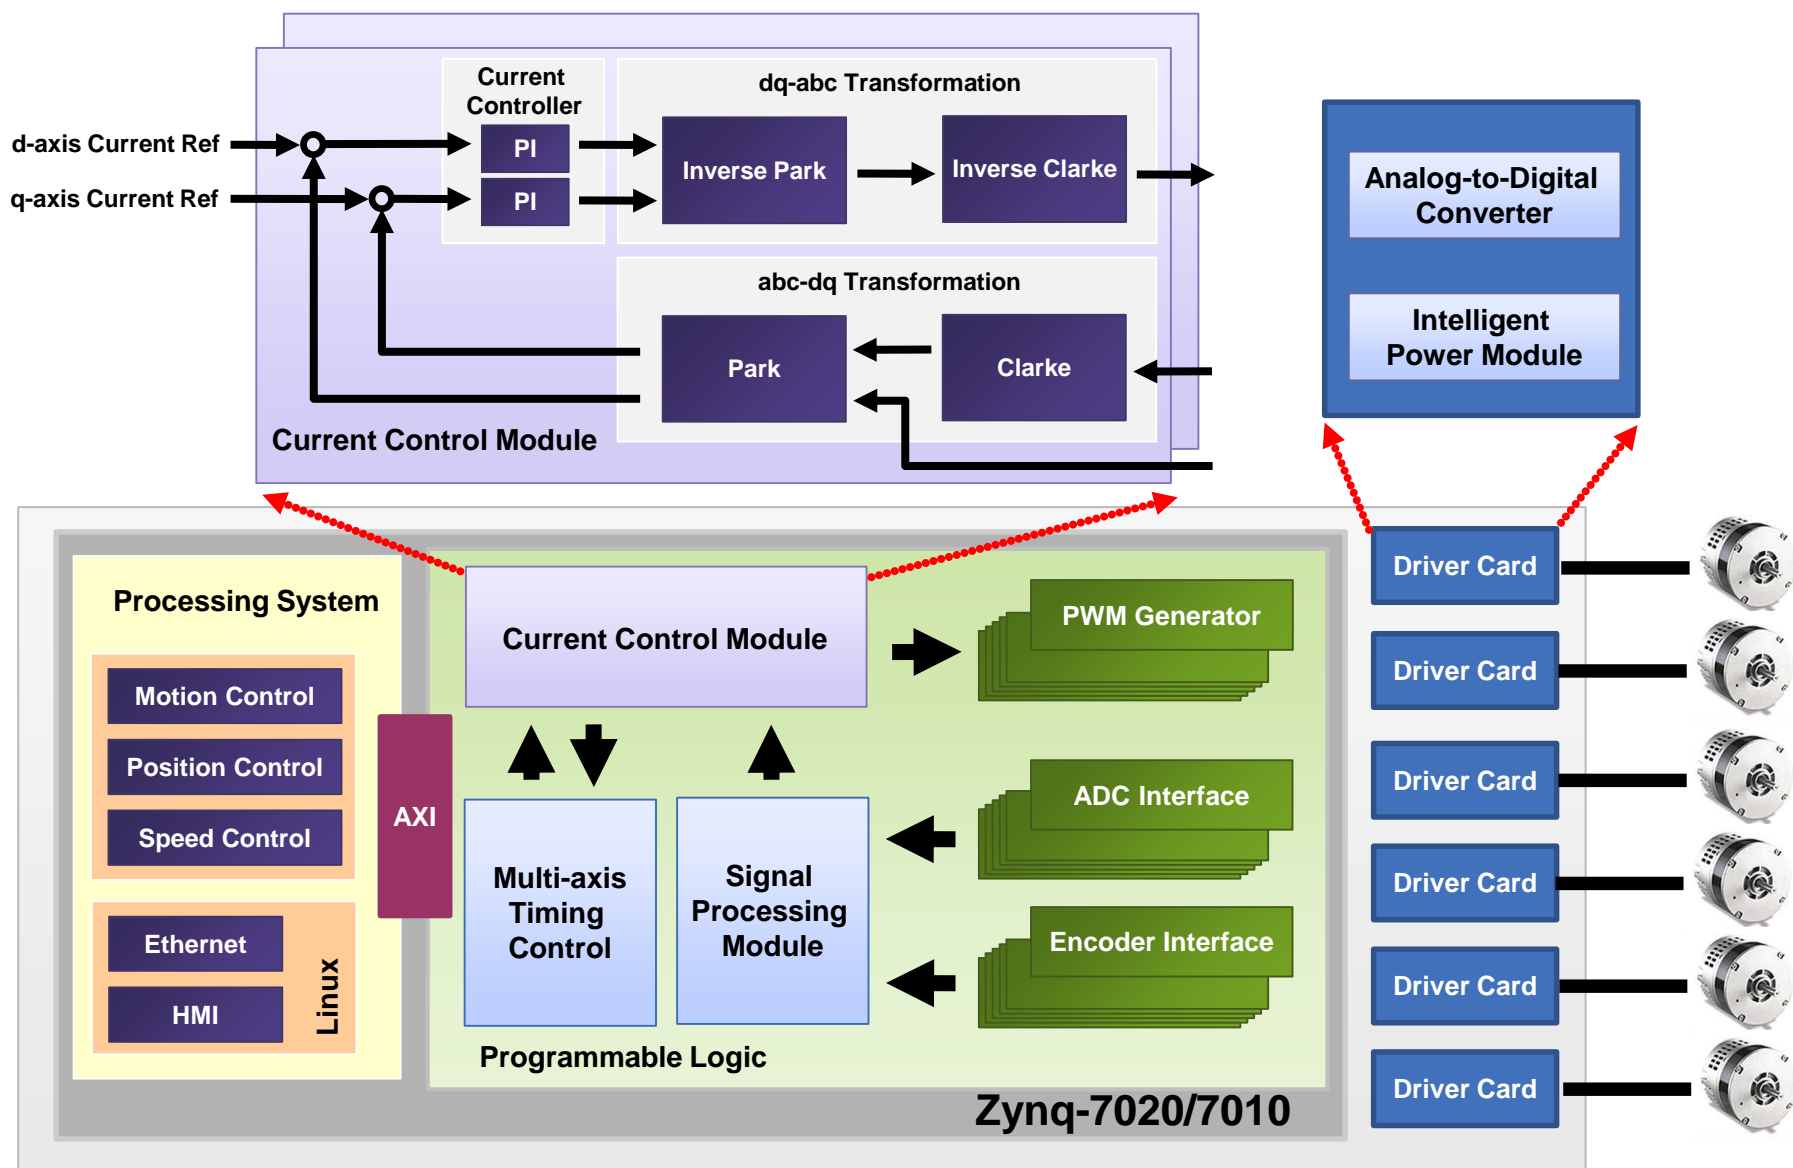 Current
Controller
dq-abc Transformation
d-axis Current Ref
PI
Inverse Park
Inverse Clarke
q-axis Current Ref
PI
abc-dq Transformation
Park
Clarke
Current Control Module
Analog-to-Digital
Converter
Intelligent
Power Module
Processing System
Motion Control
Position Control
Speed Control
Ethernet
HMI
Linux
AXI
Current Control Module
PWM Generator
Multi-axis
Timing
Control
Signal
Processing
Module
ADC Interface
Encoder Interface
Programmable Logic
Zynq-7020/7010
Driver Card
Driver Card
Driver Card
Driver Card
Driver Card
Driver Card